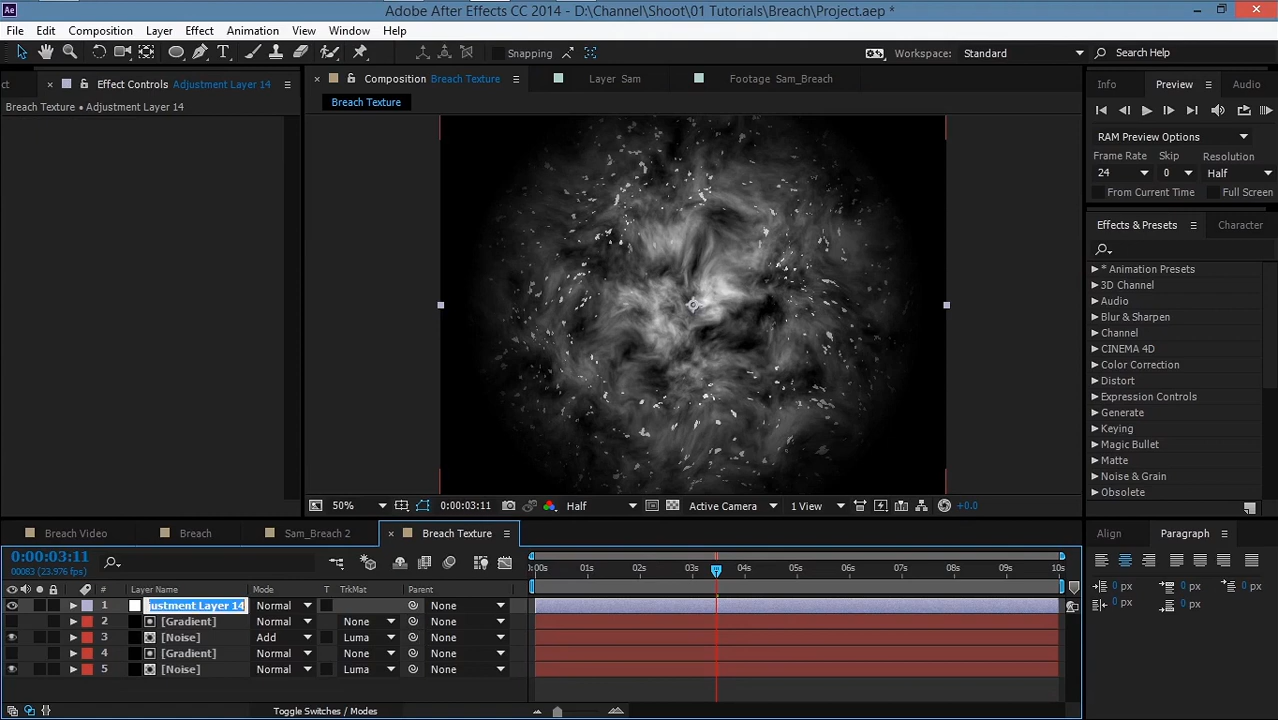 Ae Adobe After Effects CC 2014 - D:\Channel\Shoot\01 Tutorials\Breach\Project.aep *
File Edit Composition Layer Effect Animation View Window Help
T Snapping Workspace: Standard Search Help
ct Effect Controls Adjustment Layer 14 Composition Breach Texture Layer Sam Footage Sam_Breach Info Preview Audio
Breach Texture • Adjustment Layer 14 Breach Texture
RAM Preview Options
Frame Rate Skip Resolution
24 0 Half
From Current Time Full Screen
Effects & Presets Character
* Animation Presets
3D Channel
Audio
Blur & Sharpen
Channel
CINEMA 4D
Color Correction
Distort
Expression Controls
Generate
Keying
Magic Bullet
Matte
Noise & Grain
Obsolete
50% 0:00:03:11 Half Active Camera 1 View +0.0
Breach Video Breach Sam_Breach 2 Breach Texture Align Paragraph
0:00:03:11
00083 (23.976 fps)
:00s 01s 02s 03s 04s 05s 06s 07s 08s 09s 10s
# Layer Name Mode T TrkMat Parent
1 justment Layer 14 Normal None
2 [Gradient] Normal None None
3 [Noise] Add Luma None
4 [Gradient] Normal None None
5 [Noise] Normal Luma None
0 px 0 px 0 px
0 px 0 px
Toggle Switches / Modes